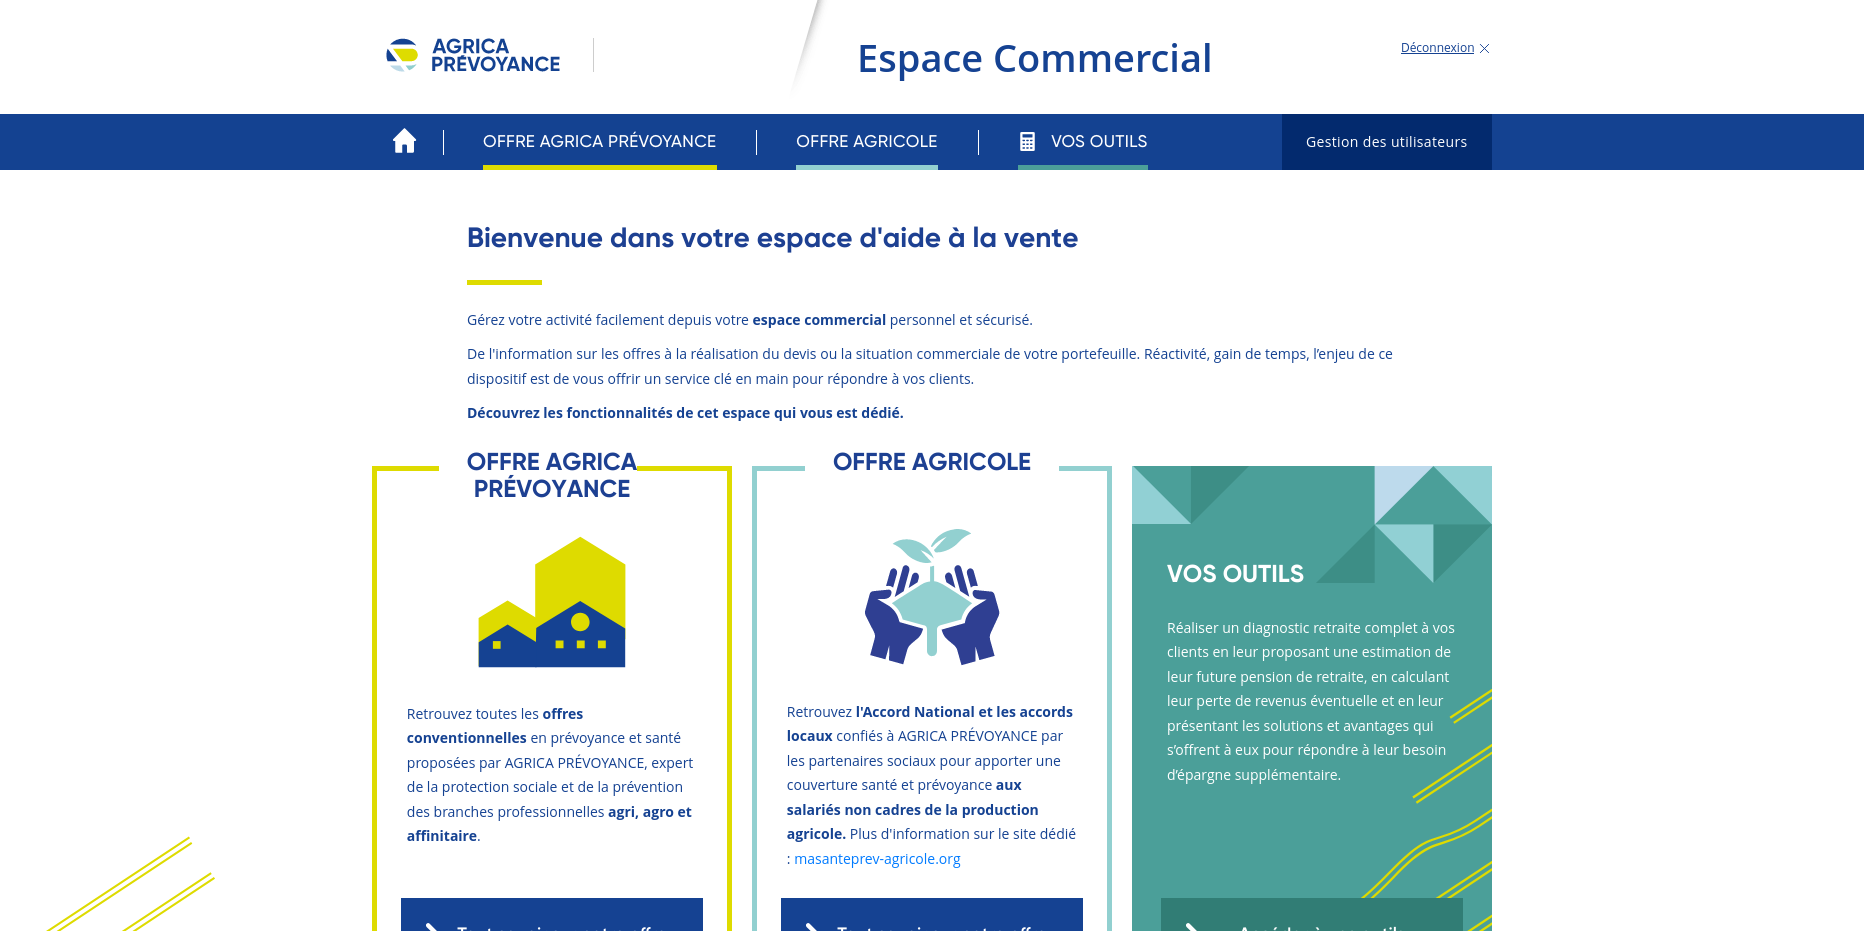 AGRICA
PRÉVOYANCE
Espace Commercial
Déconnexion
OFFRE AGRICA PRÉVOYANCE
OFFRE AGRICOLE
VOS OUTILS
Gestion des utilisateurs
Bienvenue dans votre espace d'aide à la vente
Gérez votre activité facilement depuis votre espace commercial personnel et sécurisé.
De l'information sur les offres à la réalisation du devis ou la situation commerciale de votre portefeuille. Réactivité, gain de temps, l’enjeu de ce
dispositif est de vous offrir un service clé en main pour répondre à vos clients.
Découvrez les fonctionnalités de cet espace qui vous est dédié.
OFFRE AGRICA
PRÉVOYANCE
Retrouvez toutes les offres
conventionnelles en prévoyance et santé
proposées par AGRICA PRÉVOYANCE, expert
de la protection sociale et de la prévention
des branches professionnelles agri, agro et
affinitaire.
OFFRE AGRICOLE
Retrouvez l'Accord National et les accords
locaux confiés à AGRICA PRÉVOYANCE par
les partenaires sociaux pour apporter une
couverture santé et prévoyance aux
salariés non cadres de la production
agricole. Plus d'information sur le site dédié
: masanteprev-agricole.org
VOS OUTILS
Réaliser un diagnostic retraite complet à vos
clients en leur proposant une estimation de
leur future pension de retraite, en calculant
leur perte de revenus éventuelle et en leur
présentant les solutions et avantages qui
s’offrent à eux pour répondre à leur besoin
d’épargne supplémentaire.